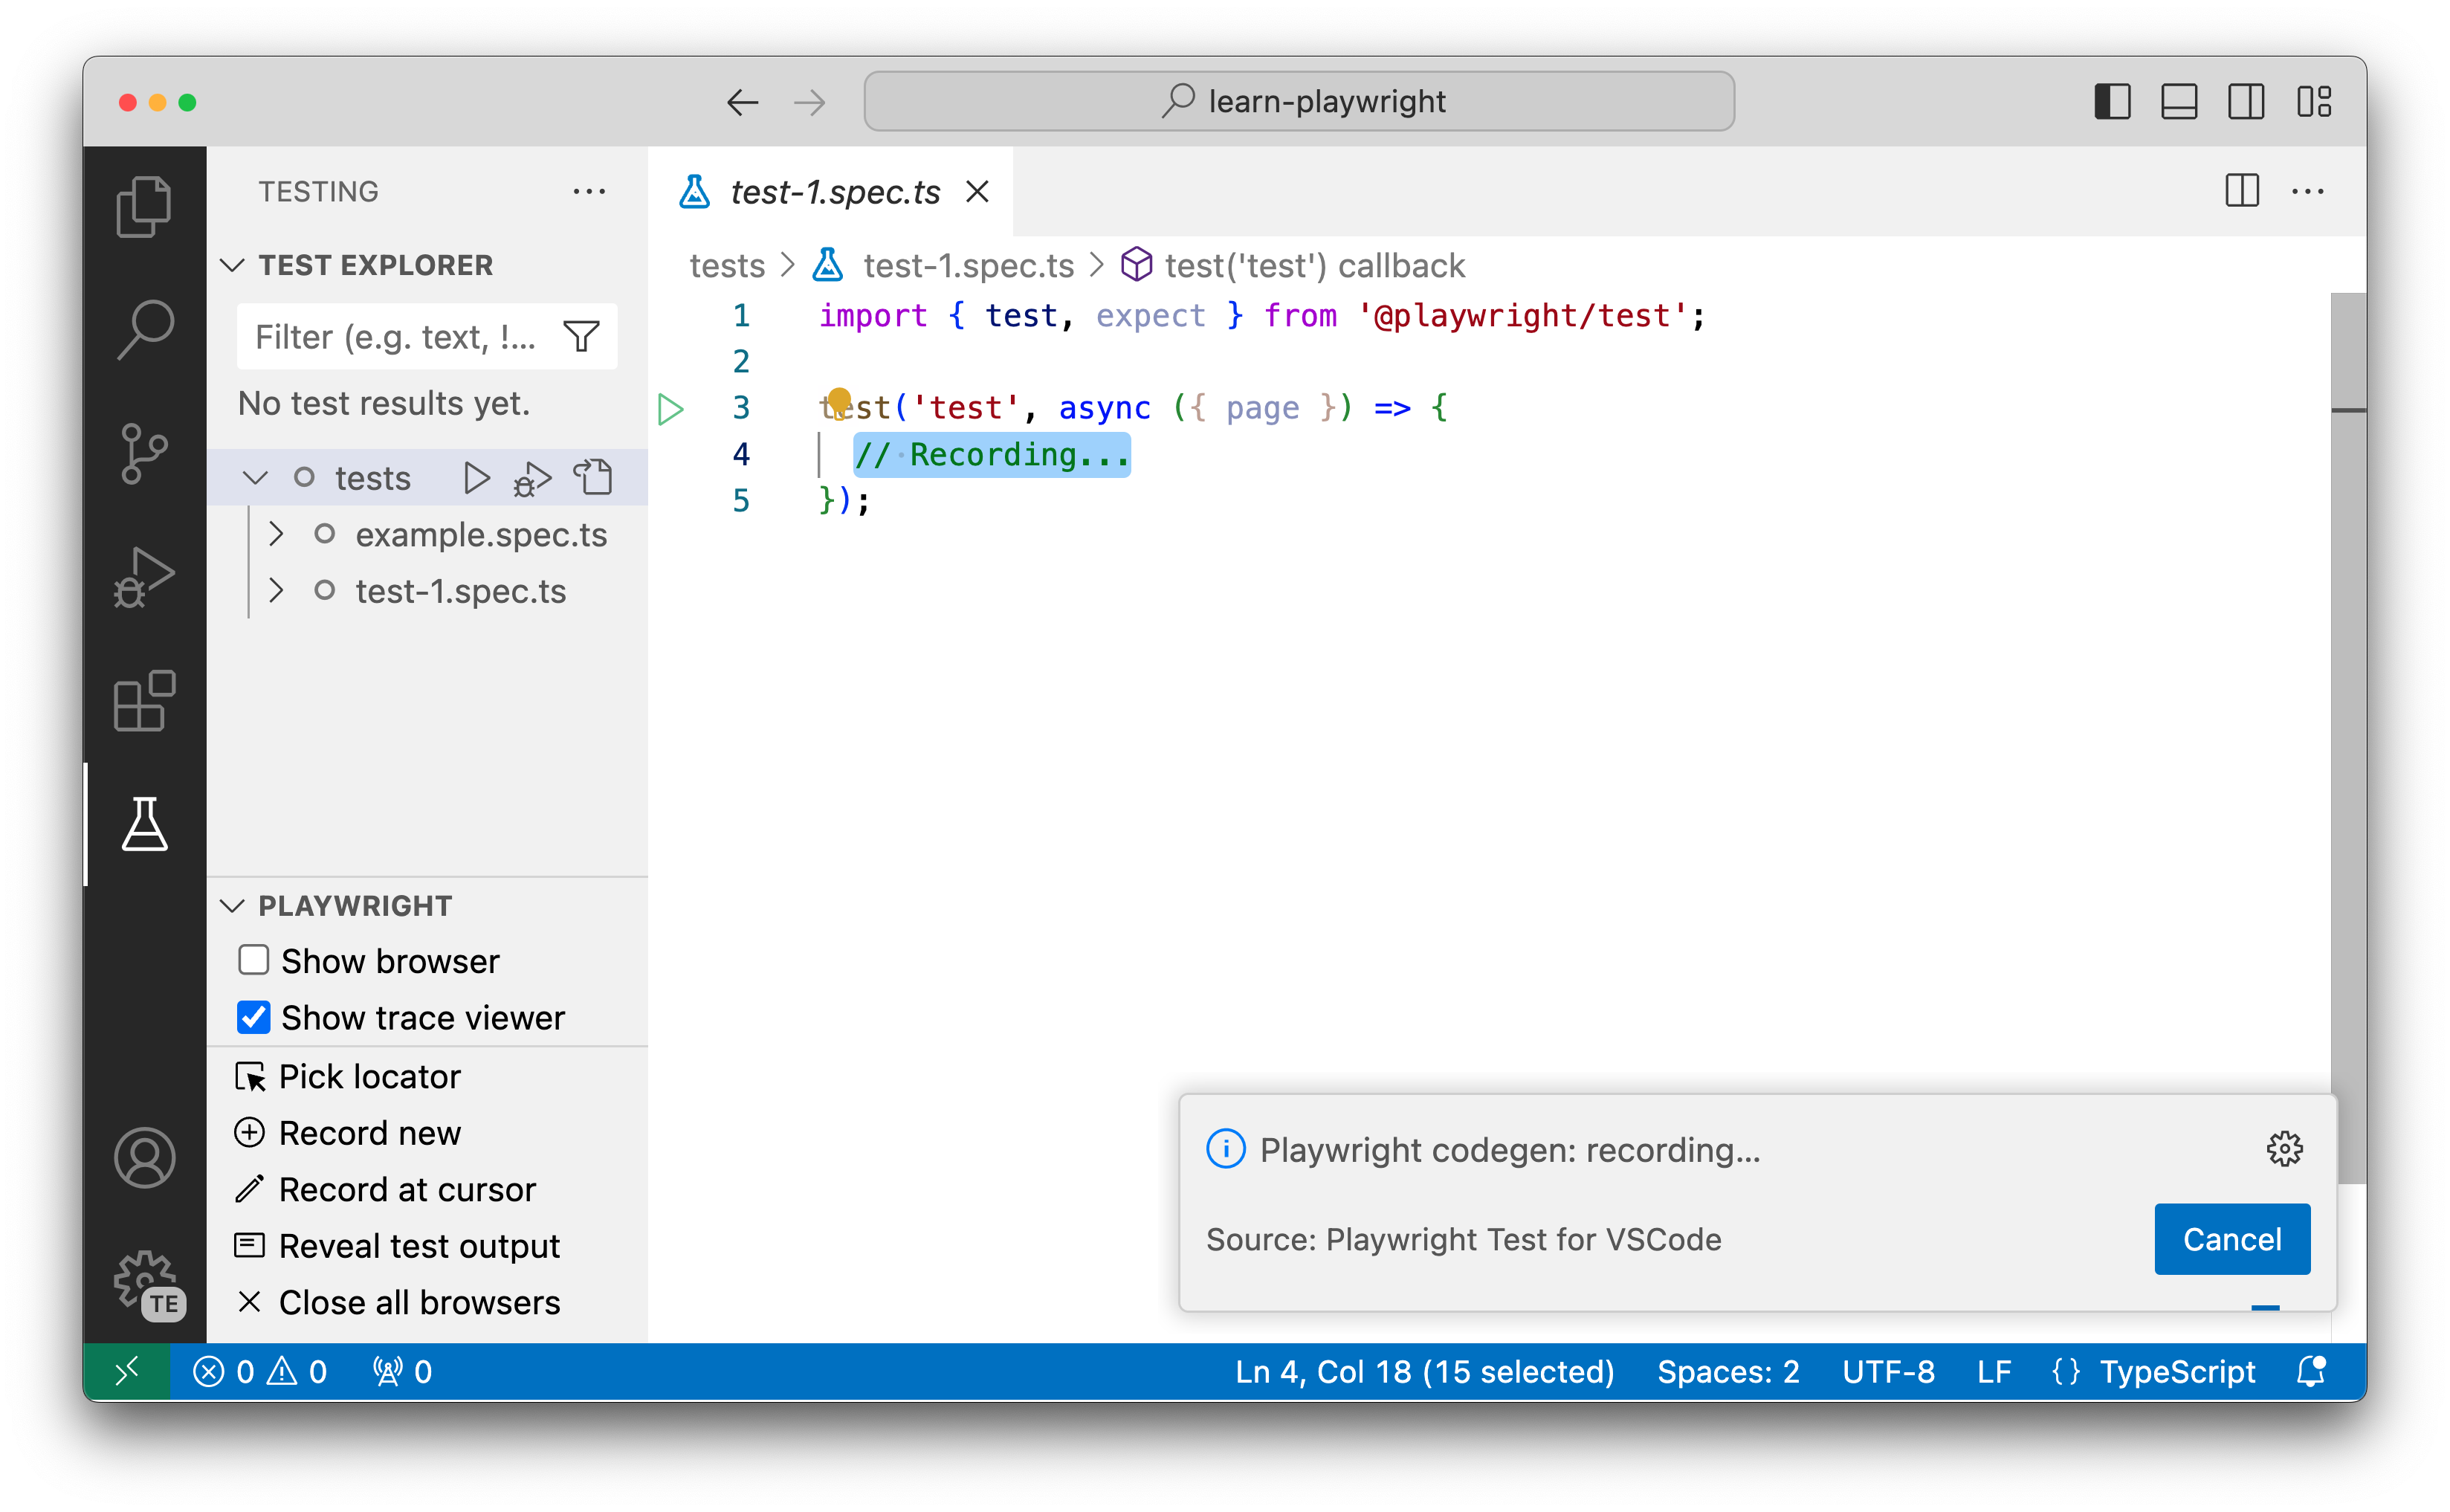 learn-playwright
TESTING
TEST EXPLORER
Filter (e.g. text, !...
No test results yet.
tests
example.spec.ts
test-1.spec.ts
PLAYWRIGHT
Show browser
Show trace viewer
Pick locator
Record new
Record at cursor
Reveal test output
Close all browsers
TE
test-1.spec.ts
tests > test-1.spec.ts > test('test') callback
1 import { test, expect } from '@playwright/test';
2
3 test('test', async ({ page }) => {
4 // Recording...
5 });
Playwright codegen: recording...
Source: Playwright Test for VSCode
Cancel
0 0 0 Ln 4, Col 18 (15 selected) Spaces: 2 UTF-8 LF {} TypeScript